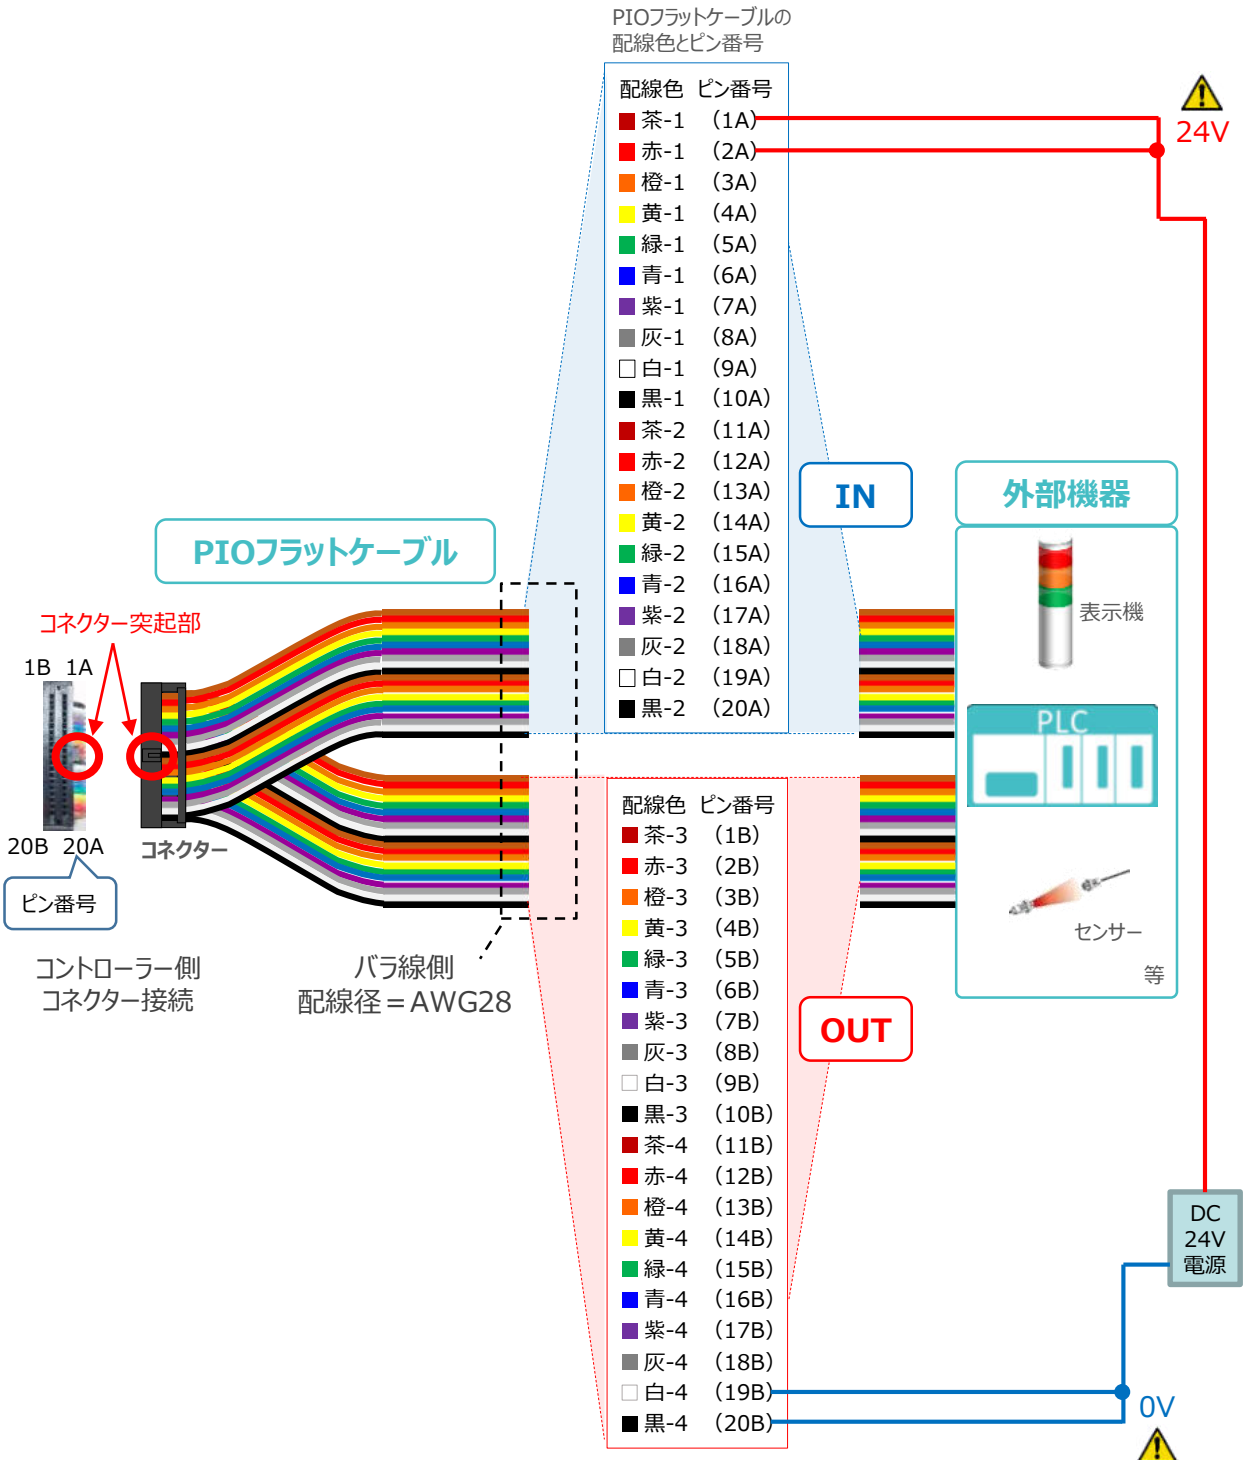 PIOフラットケーブルの
配線色とピン番号
配線色 ピン番号
茶-1 (1A)
赤-1 (2A)
橙-1 (3A)
黄-1 (4A)
緑-1 (5A)
青-1 (6A)
紫-1 (7A)
灰-1 (8A)
白-1 (9A)
黒-1 (10A)
茶-2 (11A)
赤-2 (12A)
橙-2 (13A)
黄-2 (14A)
緑-2 (15A)
青-2 (16A)
紫-2 (17A)
灰-2 (18A)
白-2 (19A)
黒-2 (20A)
24V
IN
外部機器
表示機
PLC
センサー
等
PIOフラットケーブル
コネクター突起部
1B 1A
20B 20A
ピン番号
コネクター
コントローラー側
コネクター接続
バラ線側
配線径=AWG28
配線色 ピン番号
茶-3 (1B)
赤-3 (2B)
橙-3 (3B)
黄-3 (4B)
緑-3 (5B)
青-3 (6B)
紫-3 (7B)
灰-3 (8B)
白-3 (9B)
黒-3 (10B)
茶-4 (11B)
赤-4 (12B)
橙-4 (13B)
黄-4 (14B)
緑-4 (15B)
青-4 (16B)
紫-4 (17B)
灰-4 (18B)
白-4 (19B)
黒-4 (20B)
OUT
DC
24V
電源
0V